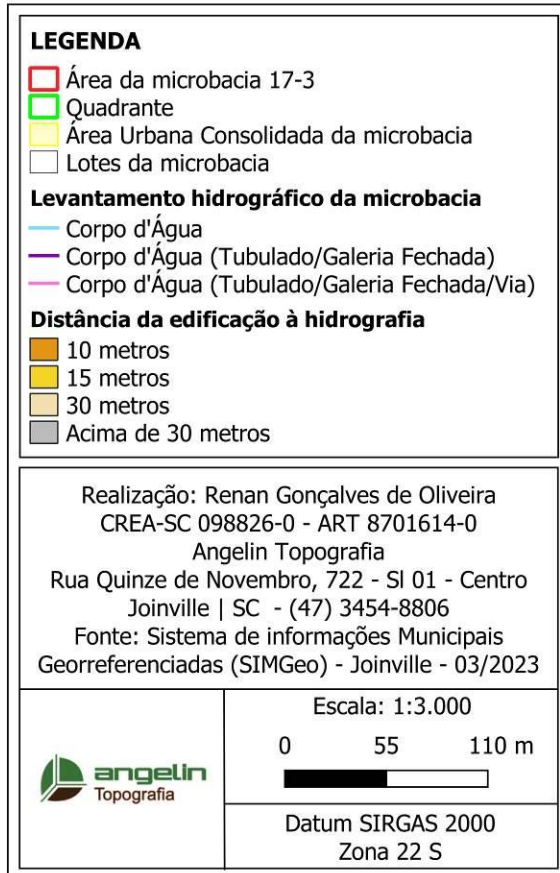 LEGENDA
Área da microbacia 17-3
Quadrante
Área Urbana Consolidada da microbacia
Lotes da microbacia
Levantamento hidrográfico da microbacia
Corpo d'Água
Corpo d'Água (Tubulado/Galeria Fechada)
Corpo d'Água (Tubulado/Galeria Fechada/Via)
Distância da edificação à hidrografia
10 metros
15 metros
30 metros
Acima de 30 metros
Realização: Renan Gonçalves de Oliveira
CREA-SC 098826-0 - ART 8701614-0
Angelin Topografia
Rua Quinze de Novembro, 722 - Sl 01 - Centro
Joinville | SC - (47) 3454-8806
Fonte: Sistema de informações Municipais
Georreferenciadas (SIMGeo) - Joinville - 03/2023
angelin
Topografia
Escala: 1:3.000
0 55 110 m
Datum SIRGAS 2000
Zona 22 S